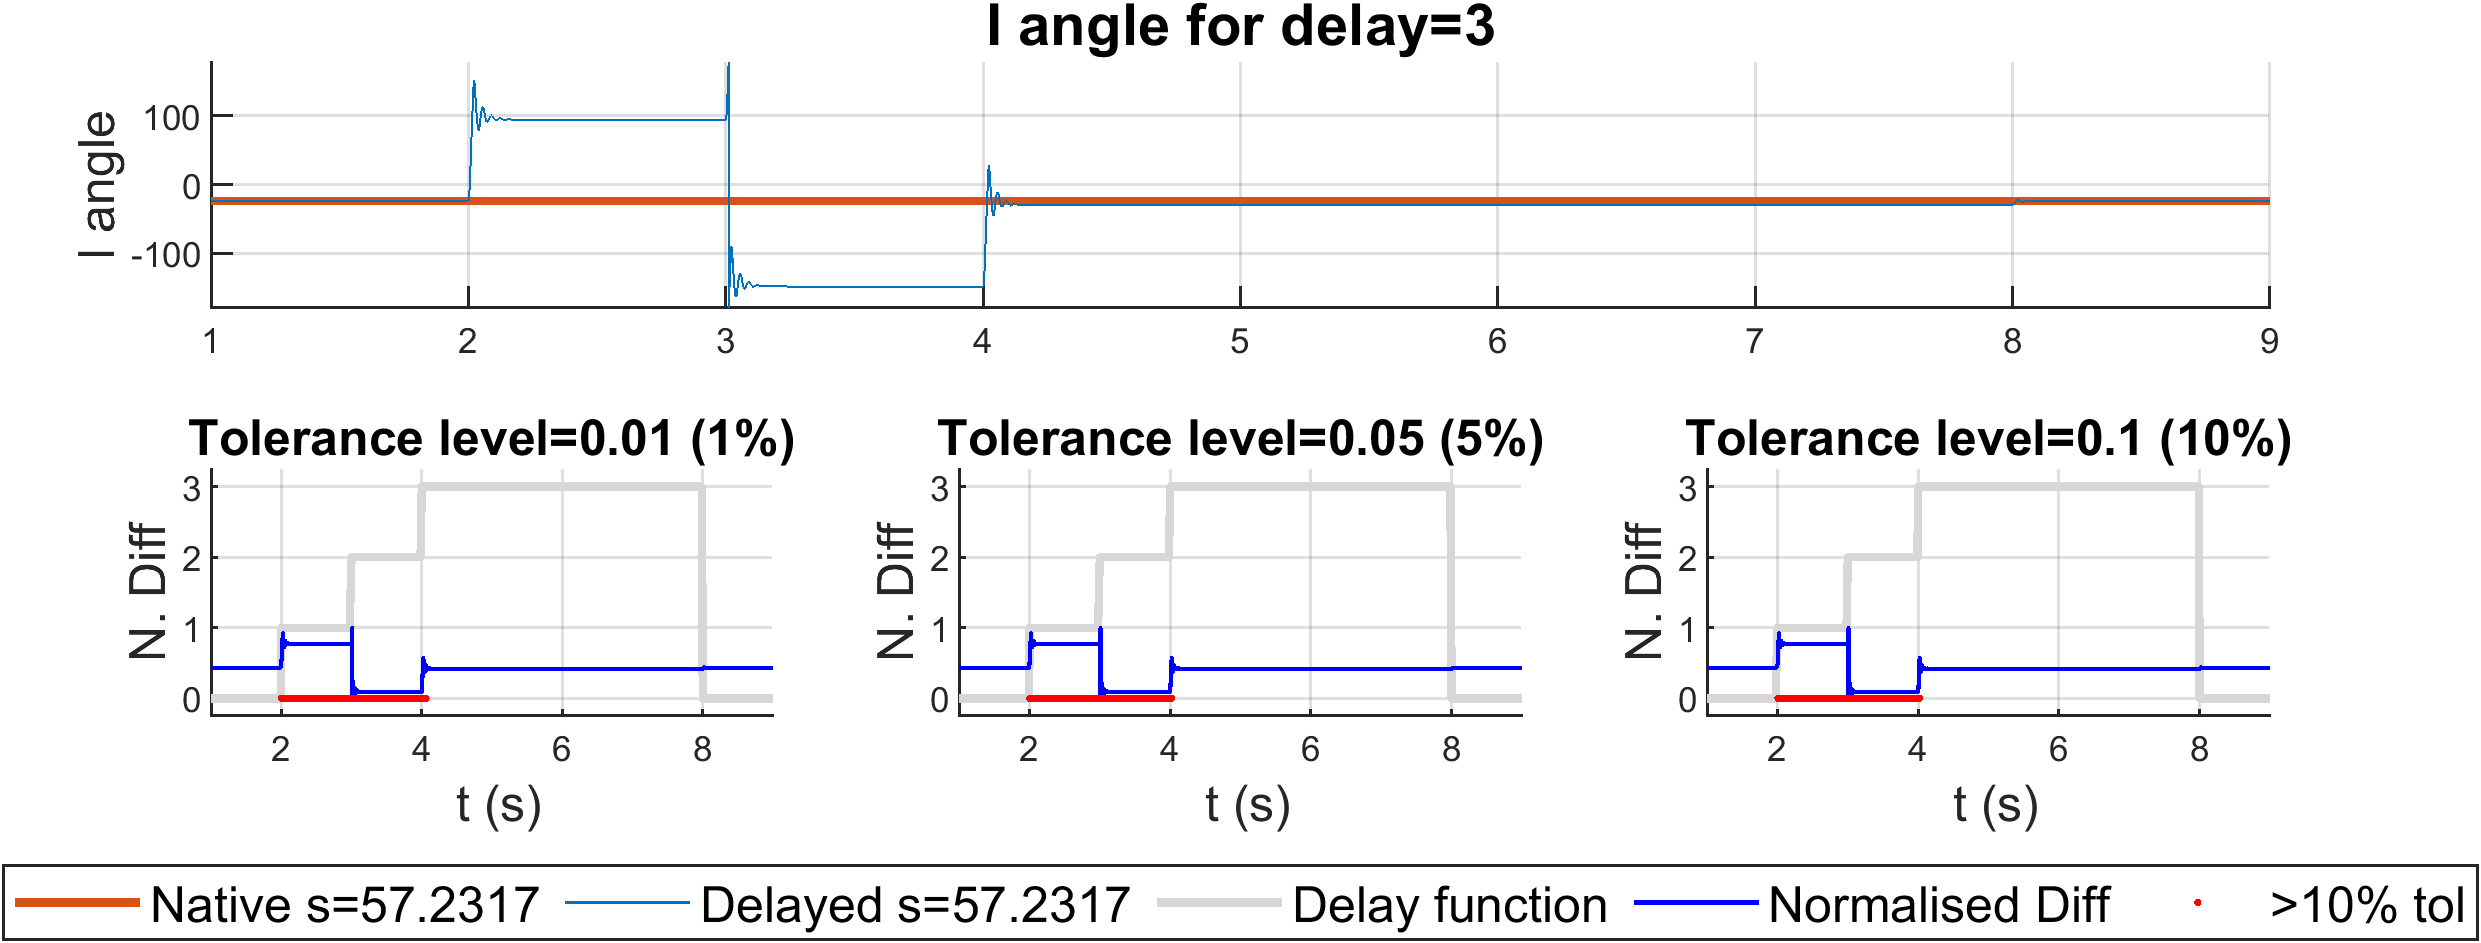 I angle for delay=3
I angle
100
0
-100
1 2 3 4 5 6 7 8 9
Tolerance level=0.01 (1%)
N. Diff
3
2
1
0
2 4 6 8
t (s)
Tolerance level=0.05 (5%)
N. Diff
3
2
1
0
2 4 6 8
t (s)
Tolerance level=0.1 (10%)
N. Diff
3
2
1
0
2 4 6 8
t (s)
Native s=57.2317 Delayed s=57.2317 Delay function Normalised Diff >10% tol